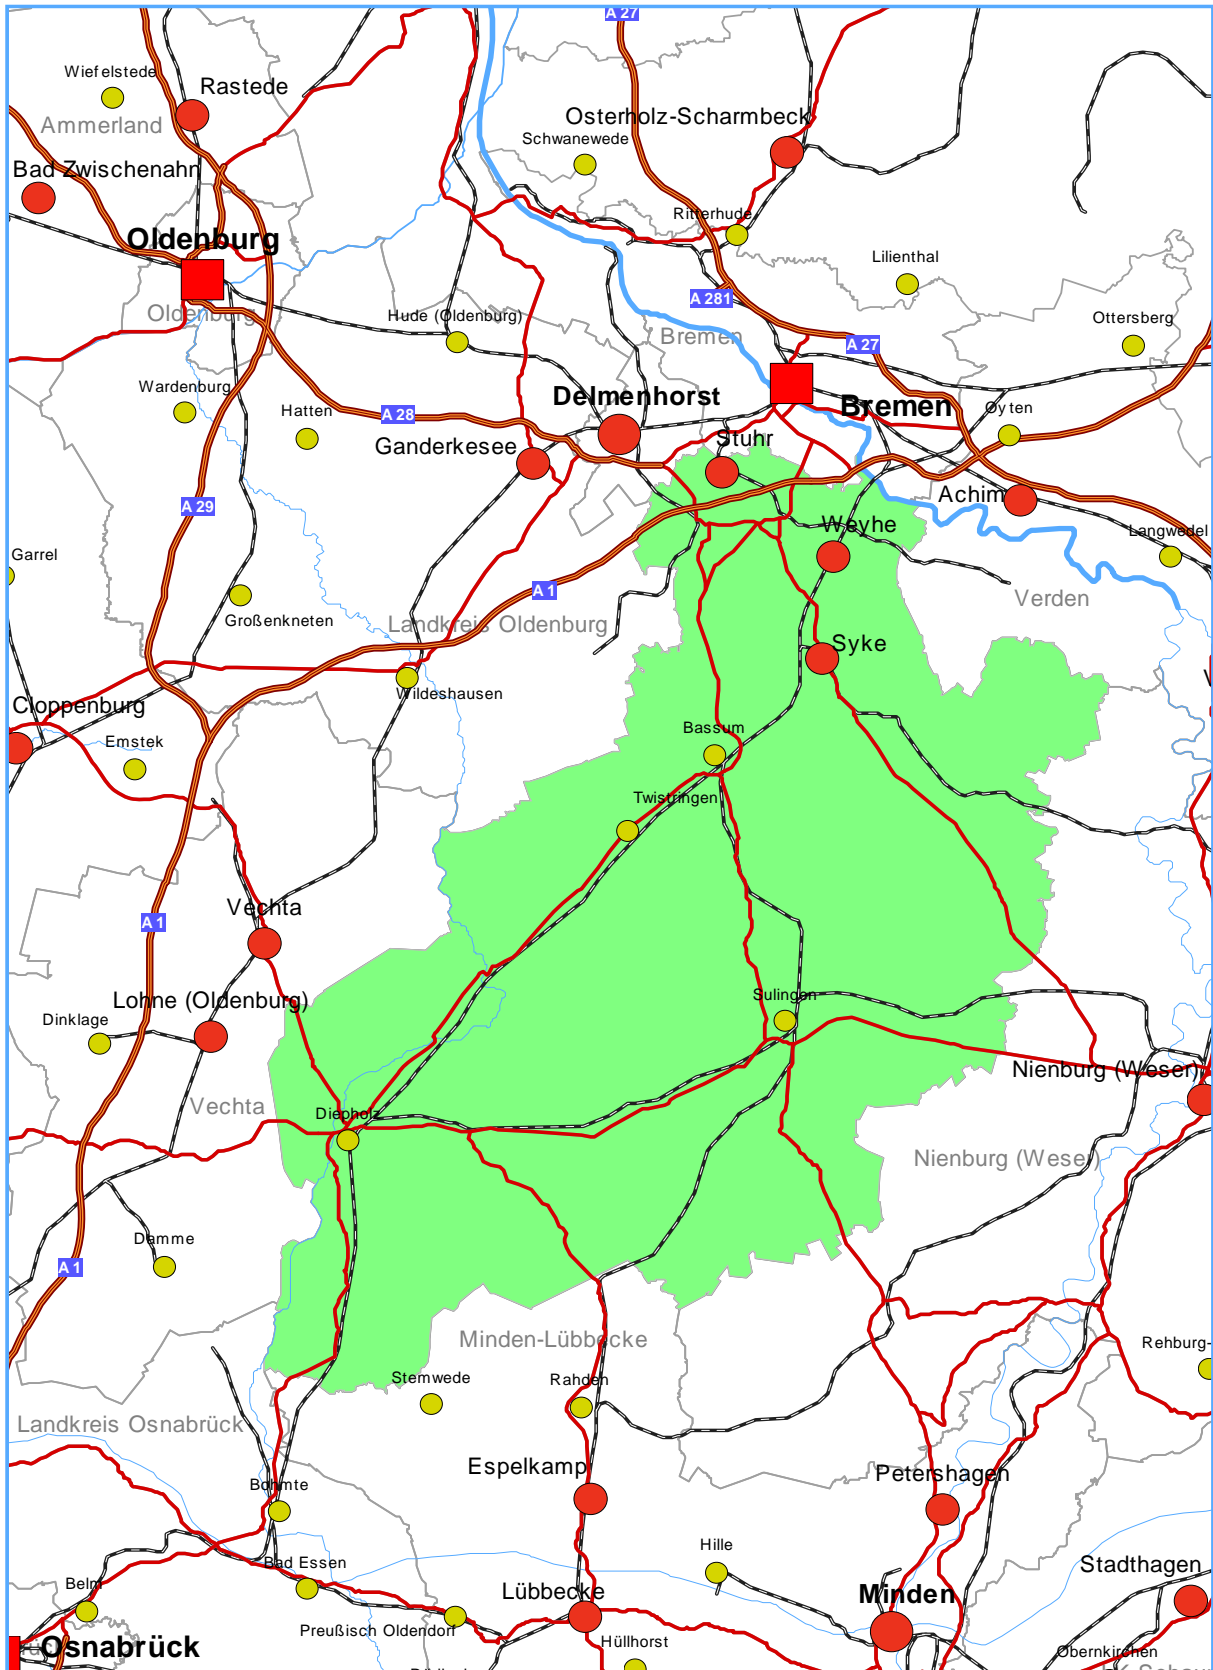 A 27
Wiefelstede
Rastede
Osterholz-Scharmbeck
Ammerland
Schwanewede
Bad Zwischenahn
Ritterhude
Oldenburg
Lilienthal
A 281
Oldenburg
Hude (Oldenburg)
Ottersberg
Bremen
A 27
Wardenburg
Delmenhorst
Bremen
Hatten
A 28
Oyten
Ganderkesee
Stuhr
Achim
A 29
Weyhe
Langwedel
Garrel
A 1
Verden
Großenkneten
Landkreis Oldenburg
Syke
Wildeshausen
Cloppenburg
Bassum
Emstek
Twistringen
Vechta
A 1
Sulingen
Lohne (Oldenburg)
Dinklage
Nienburg (Weser)
Vechta
Diepholz
Nienburg (Weser)
Damme
A 1
Minden-Lübbecke
Rehburg-
Stemwede
Rahden
Landkreis Osnabrück
Espelkamp
Petershagen
Bohmte
Hille
Bad Essen
Stadthagen
Belm
Lübbecke
Minden
Preußisch Oldendorf
Osnabrück
Hüllhorst
Obernkirchen